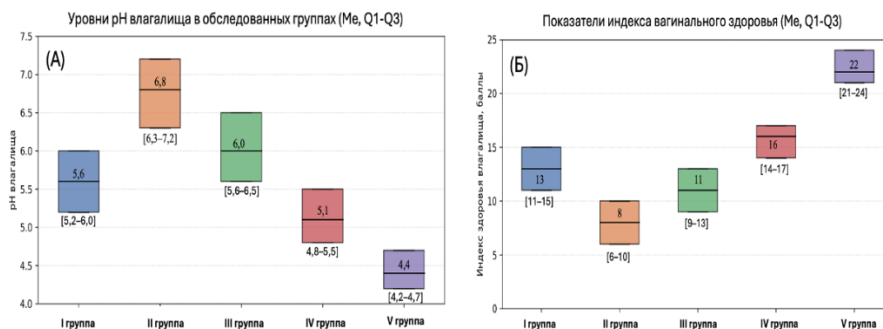 Уровни pH влагалища в обследованных группах (Me, Q1-Q3)
(А)
pH влагалища
7.5
7.0
6.5
6.0
5.5
5.0
4.5
4.0
5,6
[5,2–6,0]
6,8
[6,3–7,2]
6,0
[5,6–6,5]
5,1
4,8–5,5]
4,4
[4,2–4,7]
I группа
II группа
III группа
IV группа
V группа
Показатели индекса вагинального здоровья (Me, Q1-Q3)
(Б)
Индекс здоровья влагалища, баллы
25
20
15
10
5
0
13
[11–15]
8
[6–10]
11
[9–13]
16
[14–17]
22
[21–24]
I группа
II группа
III группа
IV группа
V группа